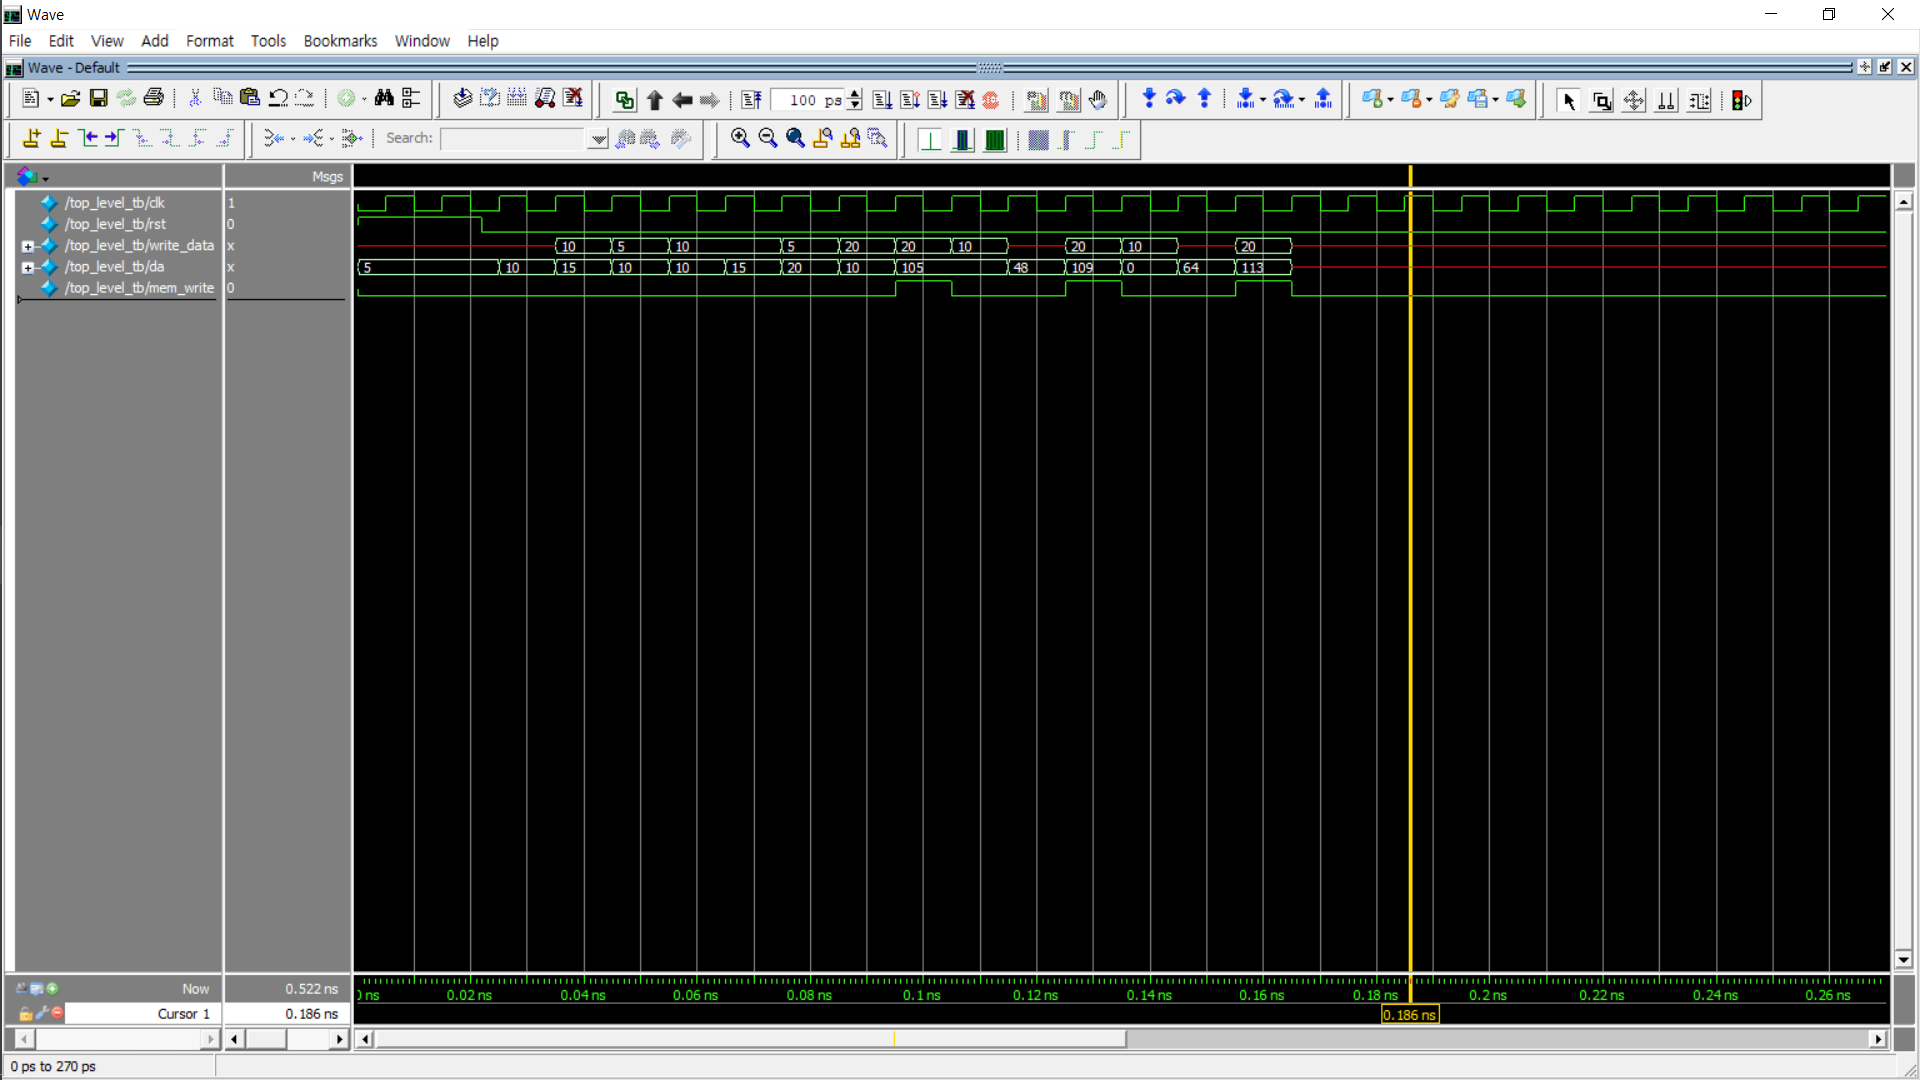 Wave
File Edit View Add Format Tools Bookmarks Window Help
Wave - Default
100 ps
Search:
Msgs
/top_level_tb/clk 1
/top_level_tb/rst 0
/top_level_tb/write_data x 10 5 10 5 20 20 10 20 10 20
/top_level_tb/da x 5 10 15 10 10 15 20 10 105 48 109 0 64 113
/top_level_tb/mem_write 0
Now 0.522 ns 0.02 ns 0.04 ns 0.06 ns 0.08 ns 0.1 ns 0.12 ns 0.14 ns 0.16 ns 0.18 ns 0.2 ns 0.22 ns 0.24 ns 0.26 ns
Cursor 1 0.186 ns 0.186 ns
0 ps to 270 ps